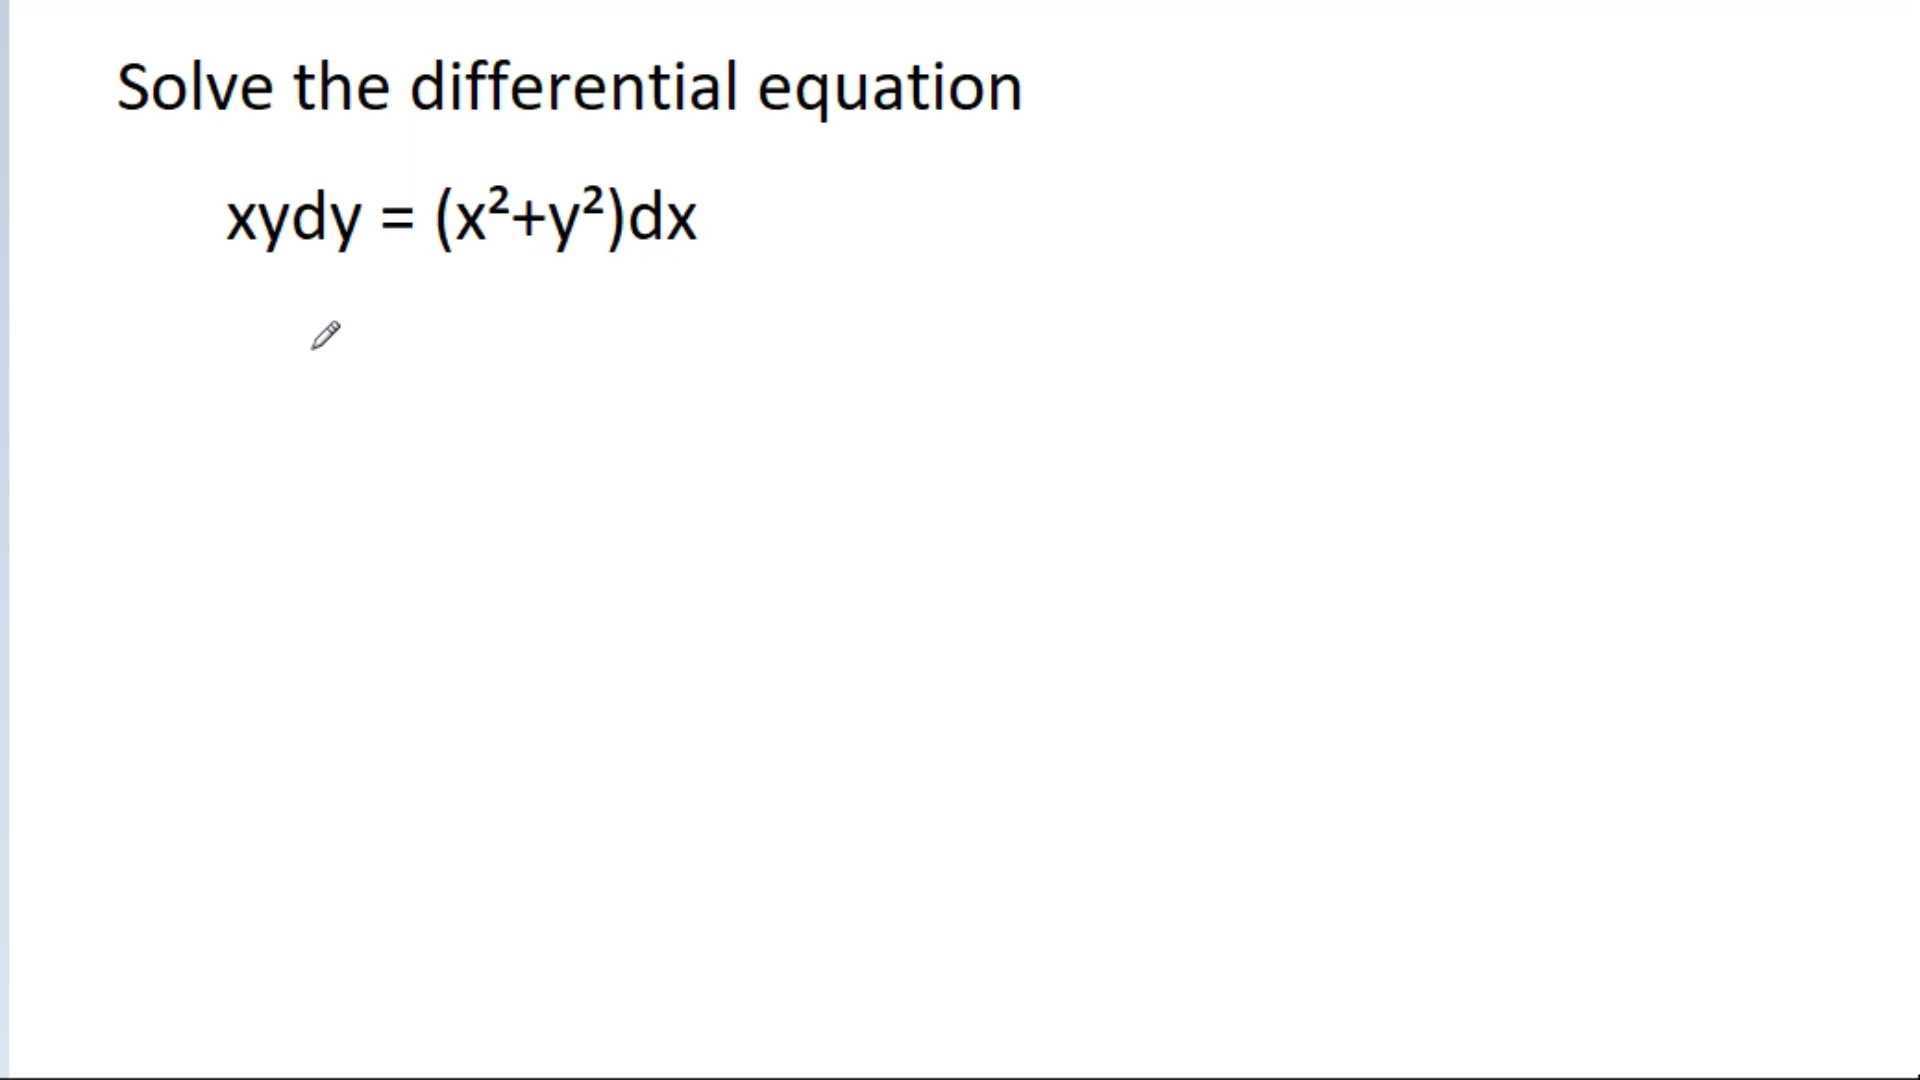 Solve the differential equation
xydy = (x²+y²)dx